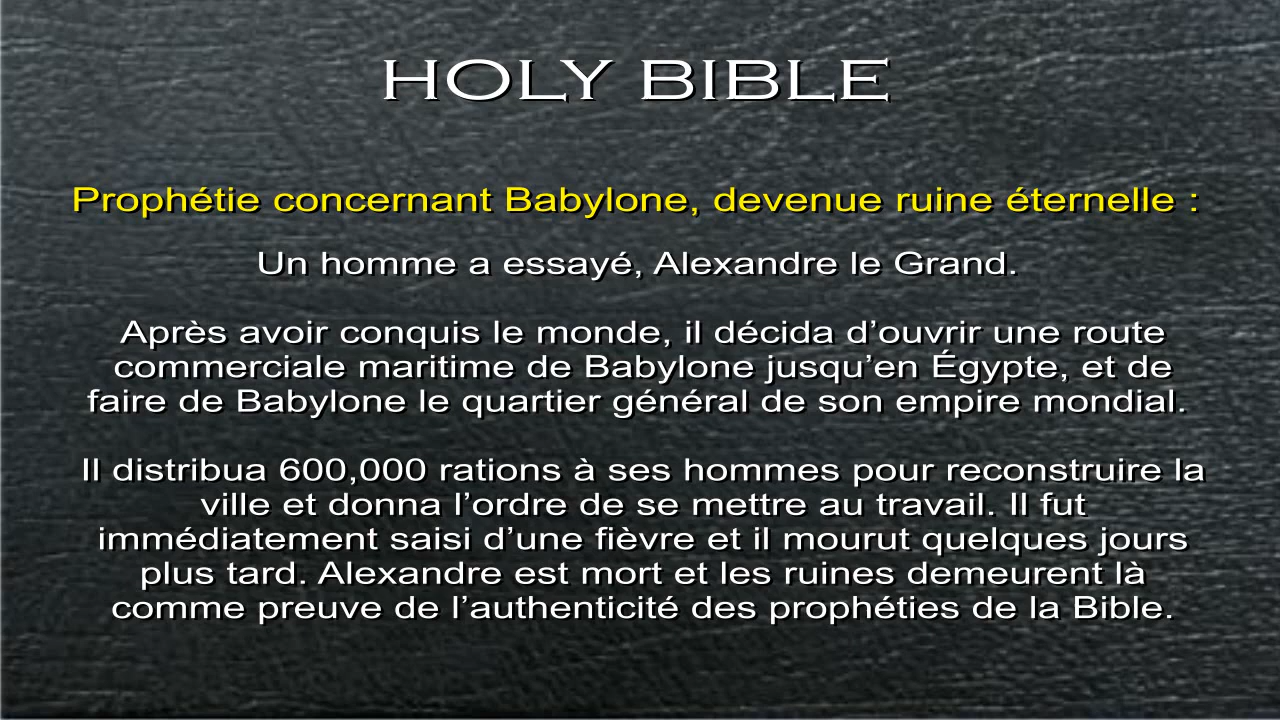 HOLY BIBLE
Prophétie concernant Babylone, devenue ruine éternelle :
Un homme a essayé, Alexandre le Grand.
Après avoir conquis le monde, il décida d’ouvrir une route
commerciale maritime de Babylone jusqu’en Égypte, et de
faire de Babylone le quartier général de son empire mondial.
Il distribua 600,000 rations à ses hommes pour reconstruire la
ville et donna l’ordre de se mettre au travail. Il fut
immédiatement saisi d’une fièvre et il mourut quelques jours
plus tard. Alexandre est mort et les ruines demeurent là
comme preuve de l’authenticité des prophéties de la Bible.